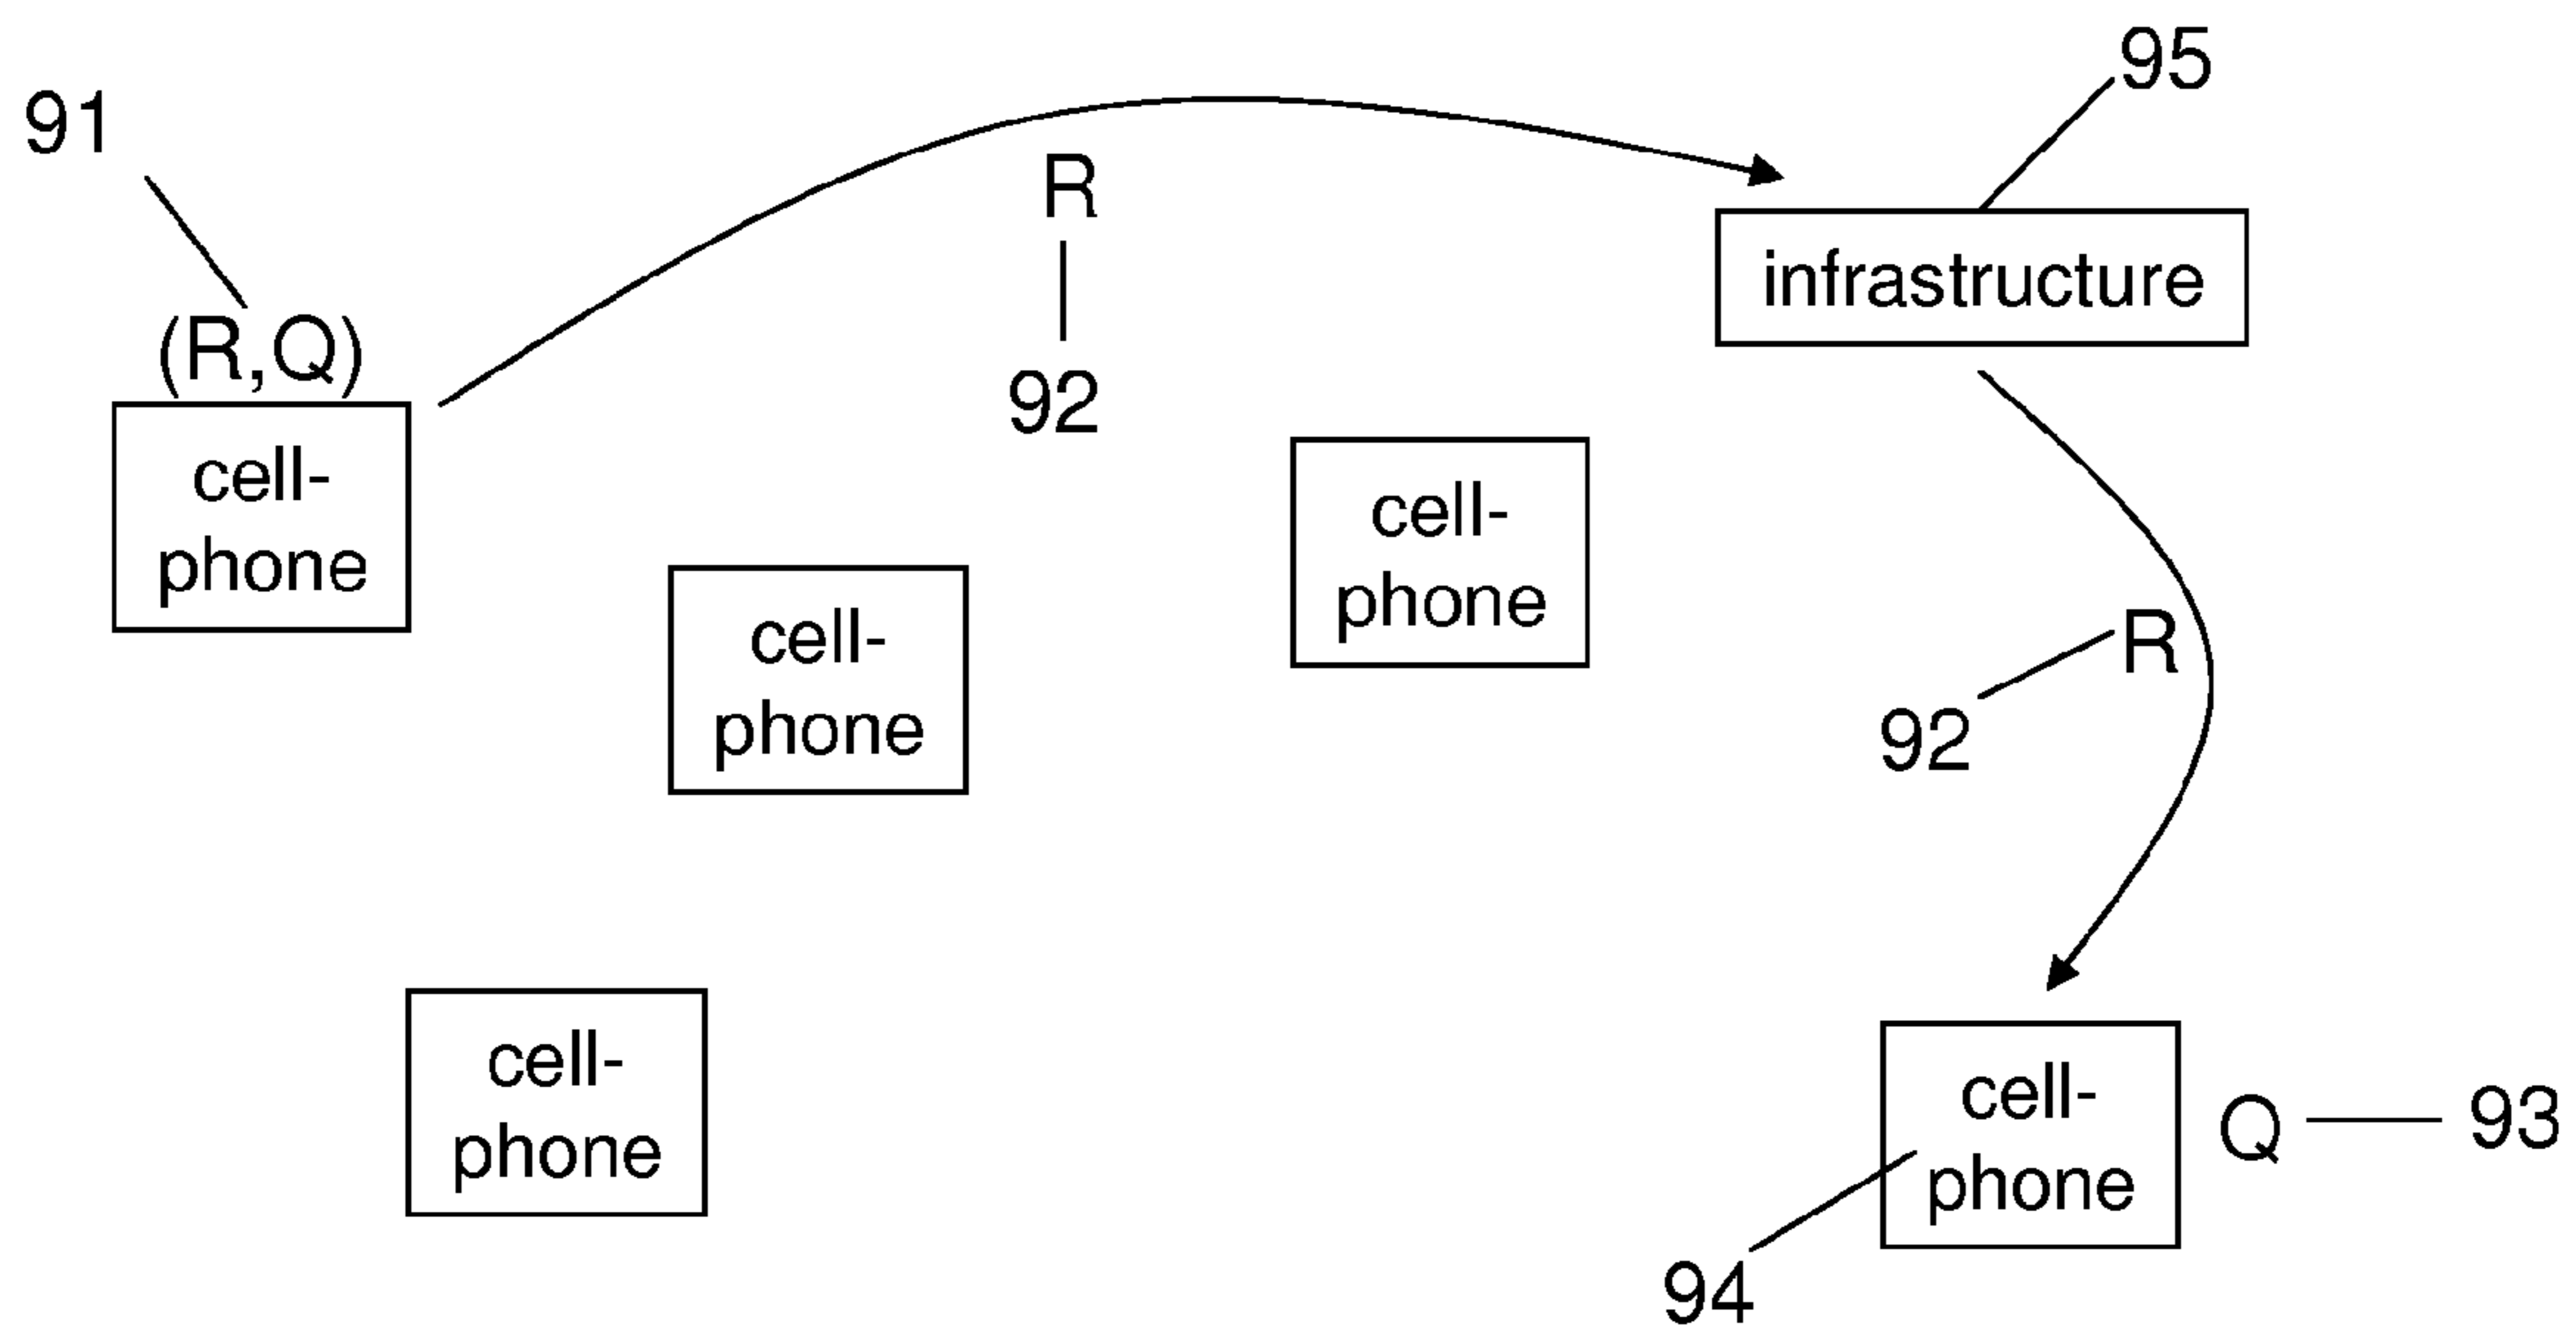 95
91
R
infrastructure
(R,Q)
92
cell-
phone
cell-
phone
cell-
phone
R
92
cell-
phone
cell-
phone
Q
93
94